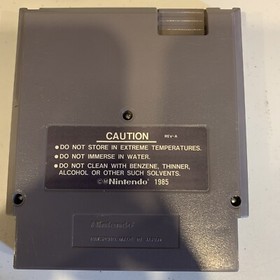 CAUTION REV-A
● DO NOT STORE IN EXTREME TEMPERATURES.
● DO NOT IMMERSE IN WATER.
● DO NOT CLEAN WITH BENZENE, THINNER,
ALCOHOL OR OTHER SUCH SOLVENTS.
©®Nintendo® 1985
Nintendo